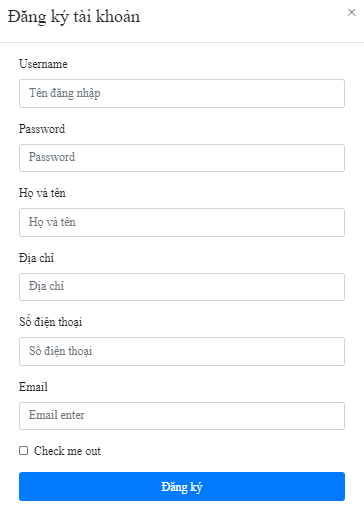 Đăng ký tài khoản
×
Username
Tên đăng nhập
Password
Password
Họ và tên
Họ và tên
Địa chỉ
Địa chỉ
Số điện thoại
Số điện thoại
Email
Email enter
Check me out
Đăng ký